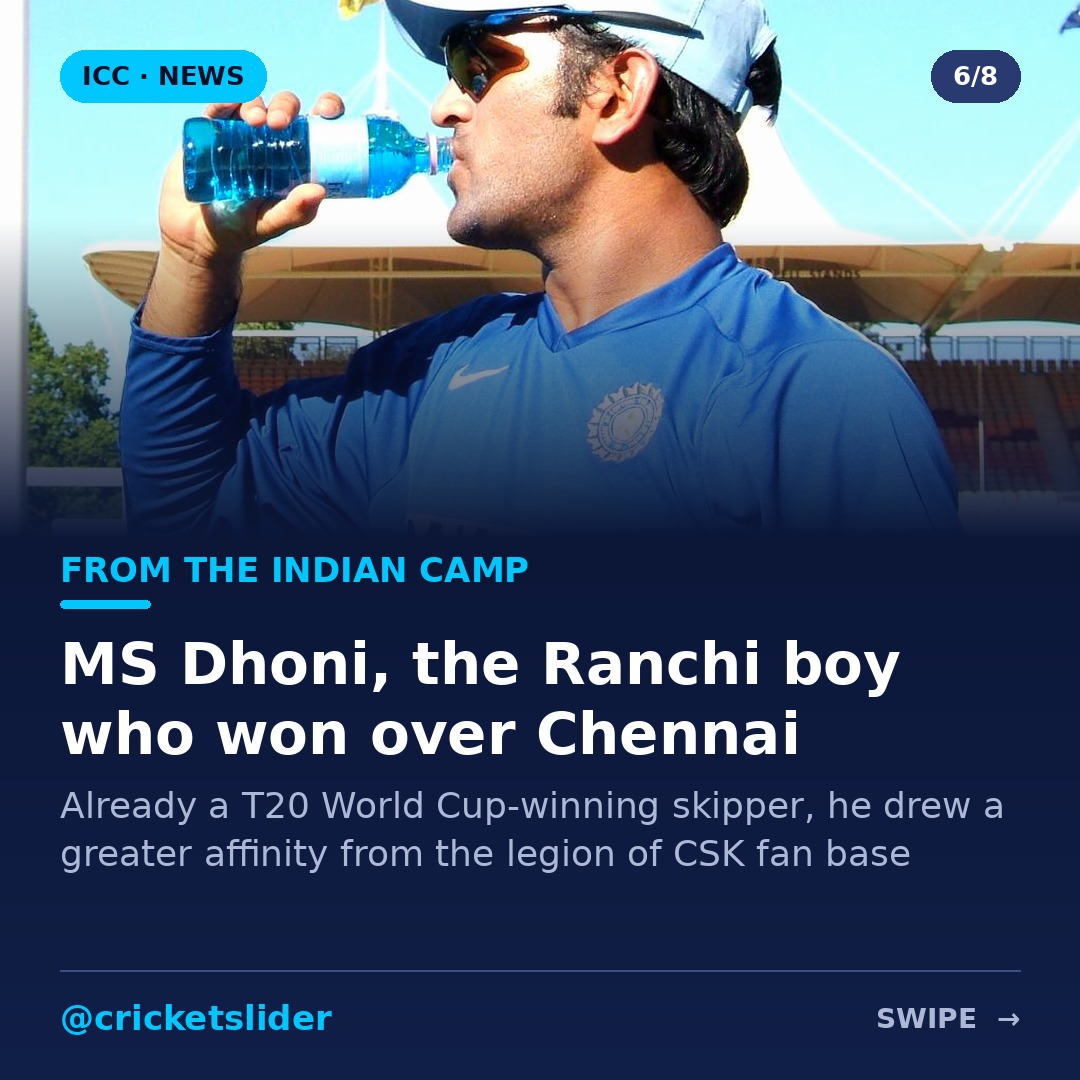 ICC · NEWS
6/8
STANDS
FROM THE INDIAN CAMP
MS Dhoni, the Ranchi boy
who won over Chennai
Already a T20 World Cup-winning skipper, he drew a
greater affinity from the legion of CSK fan base
@cricketslider
SWIPE →